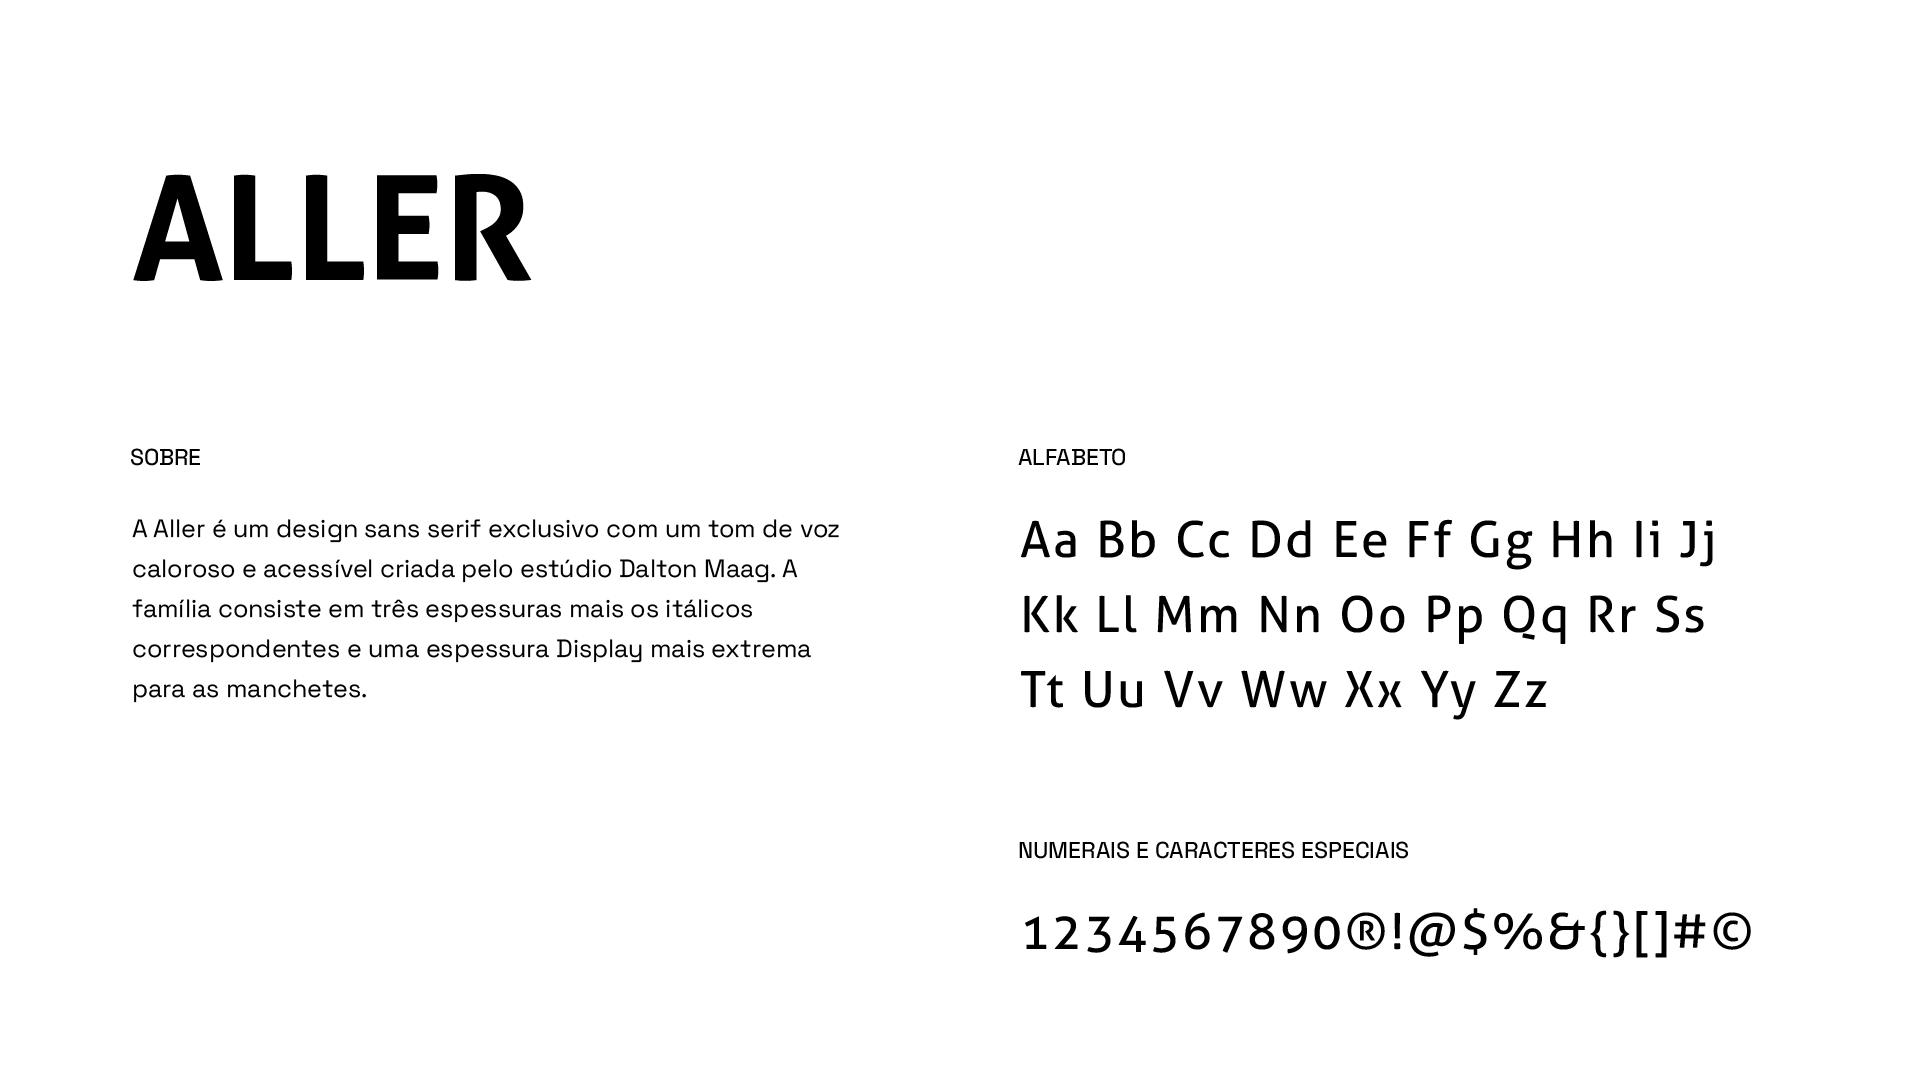 ALLER
SOBRE
A Aller é um design sans serif exclusivo com um tom de voz
caloroso e acessível criada pelo estúdio Dalton Maag. A
família consiste em três espessuras mais os itálicos
correspondentes e uma espessura Display mais extrema
para as manchetes.
ALFABETO
Aa Bb Cc Dd Ee Ff Gg Hh Ii Jj
Kk Ll Mm Nn Oo Pp Qq Rr Ss
Tt Uu Vv Ww Xx Yy Zz
NUMERAIS E CARACTERES ESPECIAIS
1234567890®!@$%&{}[]#©